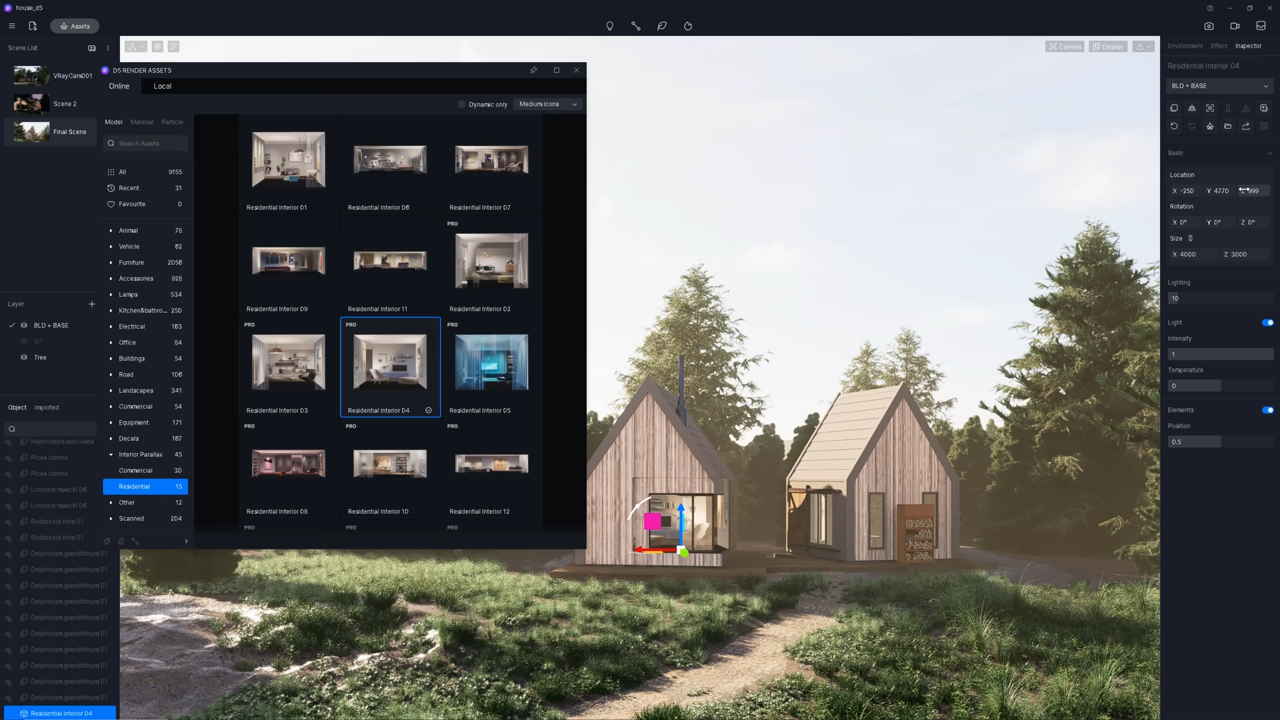 house_d5
Assets
Scene List
VRayCam001
Scene 2
Final Scene
Layer
BLD + BASE
Tree
Object Imported
Nephrolepis auriculata
Picea rubens
Picea rubens
Lonicera maackii 06
Lonicera maackii 06
Rudbeckia hirta 01
Rudbeckia hirta 01
Delphinium grandiflorum 01
Delphinium grandiflorum 01
Delphinium grandiflorum 01
Delphinium grandiflorum 01
Delphinium grandiflorum 01
Delphinium grandiflorum 01
Delphinium grandiflorum 01
Delphinium grandiflorum 01
Delphinium grandiflorum 01
Delphinium grandiflorum 01
Residential Interior 04
D5 RENDER ASSETS
Online Local
Dynamic only Medium Icons
Model Material Particle
Search Assets
All 9155
Recent 31
Favourite 0
Animal 78
Vehicle 82
Furniture 2058
Accessories 928
Lamps 534
Kitchen&bathro... 250
Electrical 183
Office 84
Buildings 54
Road 106
Landscapes 341
Commercial 54
Equipment 171
Decals 167
Interior Parallax 45
Commercial 30
Residential 15
Other 12
Scanned 204
Residential Interior 01
Residential Interior 06
Residential Interior 07
PRO
Residential Interior 09
Residential Interior 11
Residential Interior 02
PRO
PRO
PRO
Residential Interior 03
Residential Interior 04
Residential Interior 05
PRO
PRO
PRO
Residential Interior 08
Residential Interior 10
Residential Interior 12
PRO
PRO
PRO
Camera
Display
Environment Effect Inspector
Residential Interior 04
BLD + BASE
Basic
Location
X -250 Y 4770
Rotation
X 0° Y 0° Z 0°
Size
X 4000 Z 3000
Lighting
10
Light
Intensity
1
Temperature
0
Elements
Position
0.5